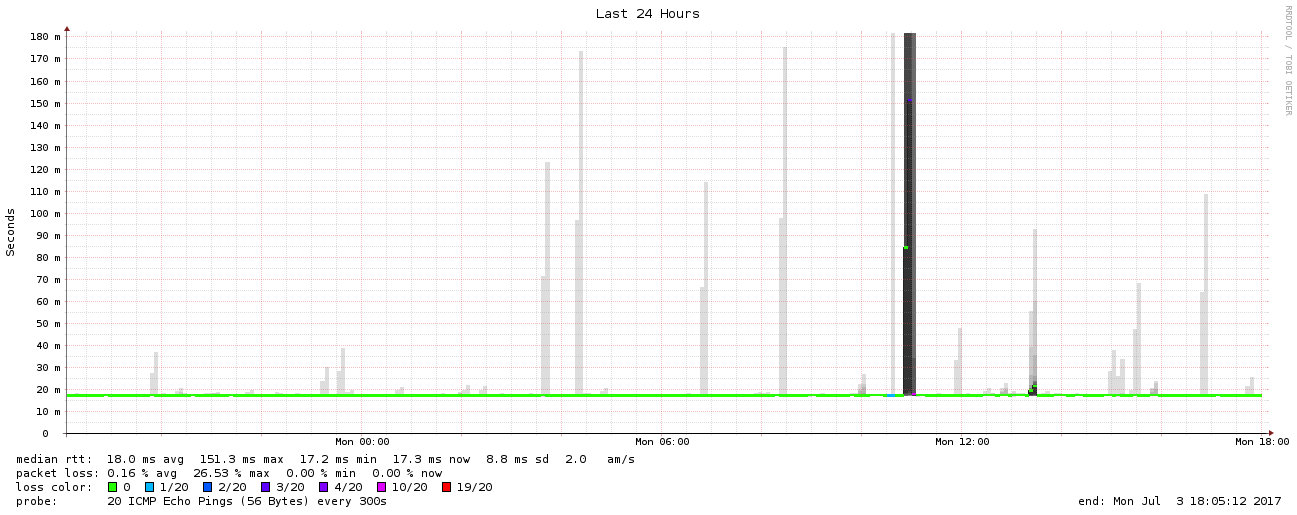 Last 24 Hours
RRDTOOL / TOBI OETIKER
Seconds
180 m
170 m
160 m
150 m
140 m
130 m
120 m
110 m
100 m
90 m
80 m
70 m
60 m
50 m
40 m
30 m
20 m
10 m
0
Mon 00:00 Mon 06:00 Mon 12:00 Mon 18:00
median rtt: 18.0 ms avg 151.3 ms max 17.2 ms min 17.3 ms now 8.8 ms sd 2.0 am/s
packet loss: 0.16 % avg 26.53 % max 0.00 % min 0.00 % now
loss color: 0 1/20 2/20 3/20 4/20 10/20 19/20
probe: 20 ICMP Echo Pings (56 Bytes) every 300s end: Mon Jul 3 18:05:12 2017